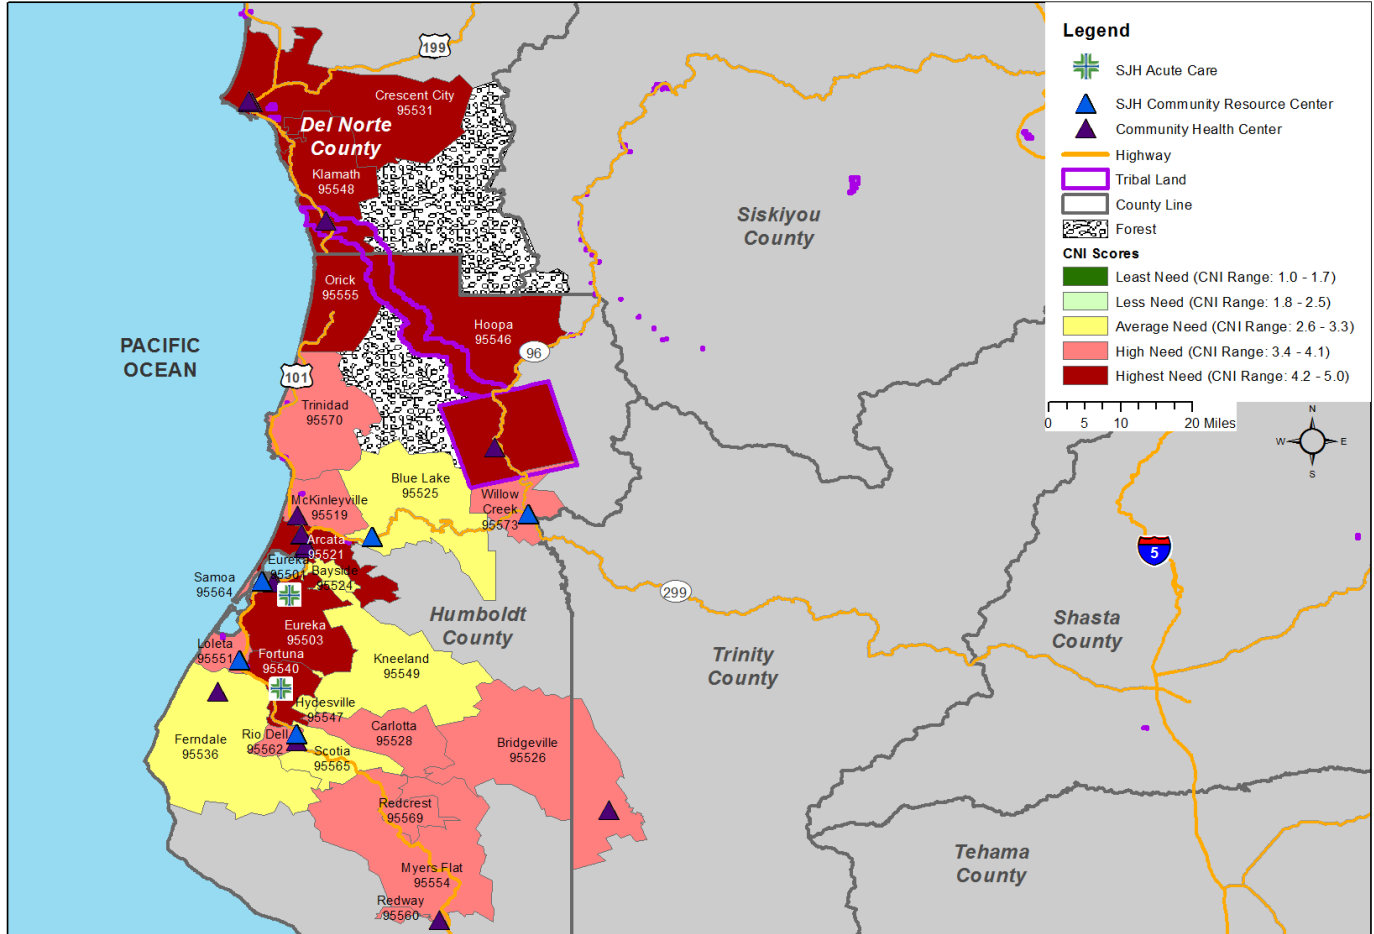 199
Crescent City
95531
Del Norte
County
Klamath
95548
Siskiyou
County
Orick
95555
Hoopa
95546
96
PACIFIC
OCEAN
101
Trinidad
95570
Blue Lake
95525
McKinleyville
95519
Willow
Creek
95573
Arcata
95521
Eureka
95501
Bayside
95524
Samoa
95564
299
Humboldt
County
Eureka
95503
Loleta
95551
Fortuna
95540
Kneeland
95549
Trinity
County
Shasta
County
5
Hydesville
95547
Ferndale
95536
Rio Dell
95562
Scotia
95565
Carlotta
95528
Bridgeville
95526
Redcrest
95569
Myers Flat
95554
Redway
95560
Tehama
County
Legend
SJH Acute Care
SJH Community Resource Center
Community Health Center
Highway
Tribal Land
County Line
Forest
CNI Scores
Least Need (CNI Range: 1.0 - 1.7)
Less Need (CNI Range: 1.8 - 2.5)
Average Need (CNI Range: 2.6 - 3.3)
High Need (CNI Range: 3.4 - 4.1)
Highest Need (CNI Range: 4.2 - 5.0)
0 5 10 20 Miles
N
W E
S